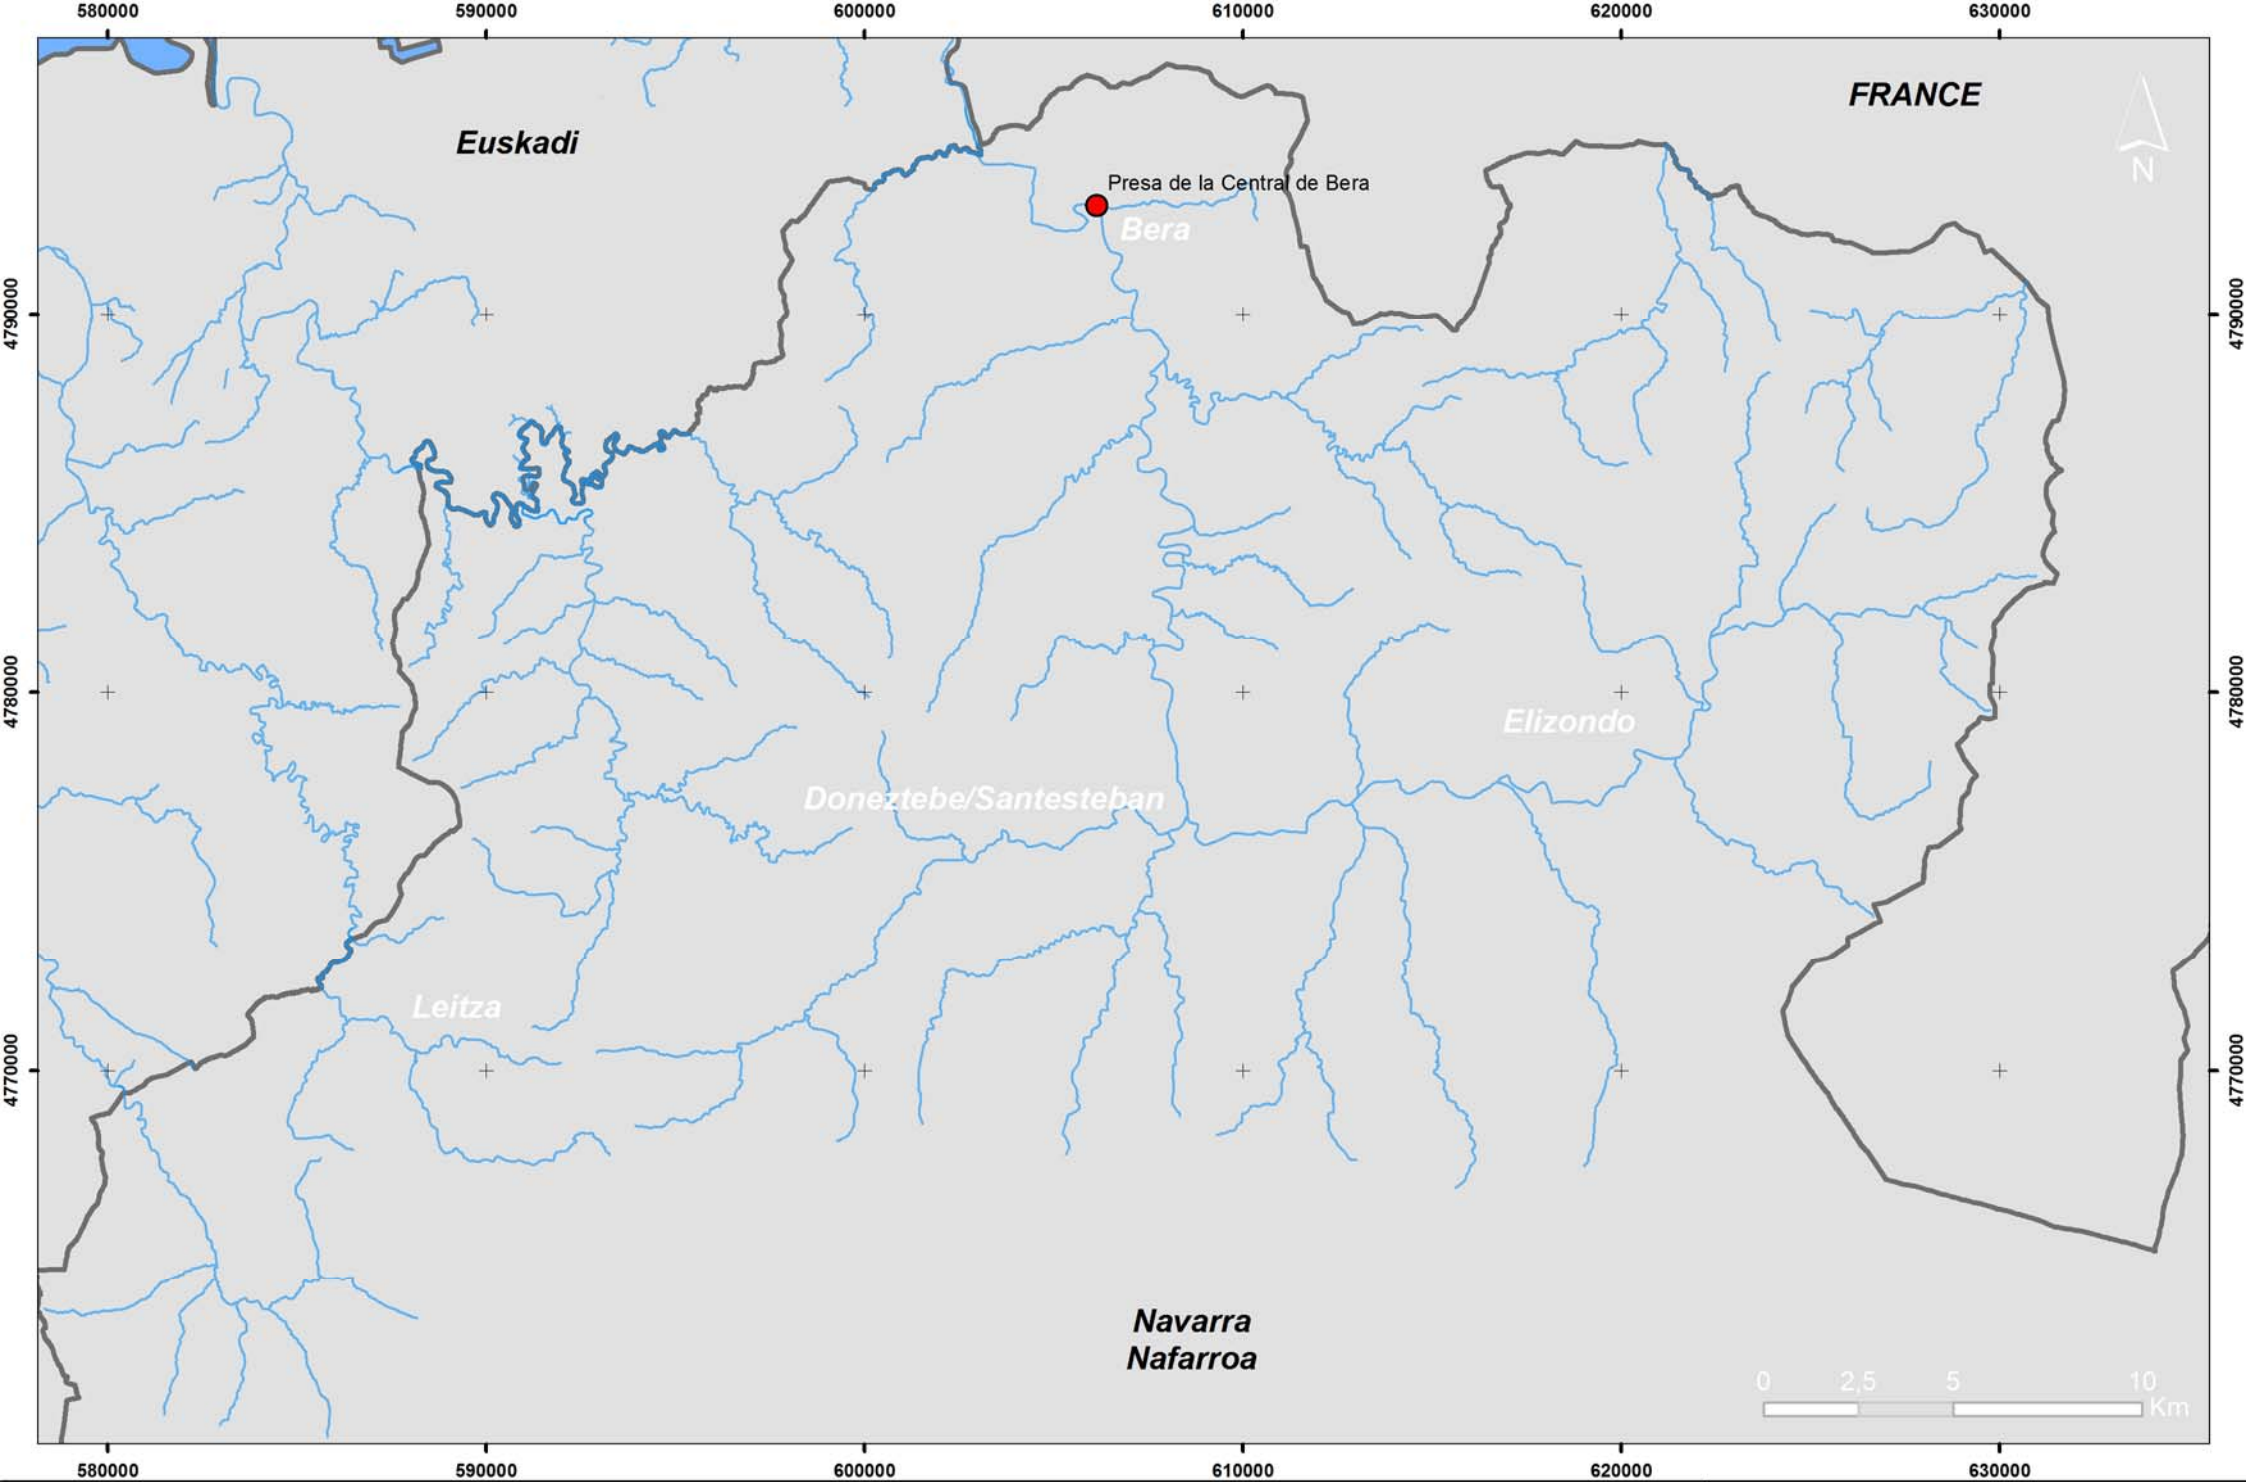 580000 590000 600000 610000 620000 630000
FRANCE
Euskadi
N
Presa de la Central de Bera
Bera
4790000 4790000
4780000 4780000
Elizondo
Doneztebe/Santesteban
Leitza
4770000 4770000
Navarra
Nafarroa
0 2,5 5 10
Km
580000 590000 600000 610000 620000 630000